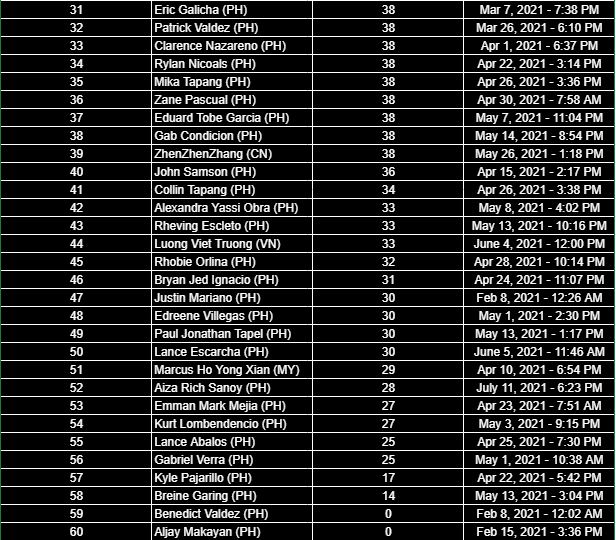 31 Eric Galicha (PH) 38 Mar 7, 2021 - 7:38 PM
32 Patrick Valdez (PH) 38 Mar 26, 2021 - 6:10 PM
33 Clarence Nazareno (PH) 38 Apr 1, 2021 - 6:37 PM
34 Rylan Nicoals (PH) 38 Apr 22, 2021 - 3:14 PM
35 Mika Tapang (PH) 38 Apr 26, 2021 - 3:36 PM
36 Zane Pascual (PH) 38 Apr 30, 2021 - 7:58 AM
37 Eduard Tobe Garcia (PH) 38 May 7, 2021 - 11:04 PM
38 Gab Condicion (PH) 38 May 14, 2021 - 8:54 PM
39 ZhenZhenZhang (CN) 38 May 26, 2021 - 1:18 PM
40 John Samson (PH) 36 Apr 15, 2021 - 2:17 PM
41 Collin Tapang (PH) 34 Apr 26, 2021 - 3:38 PM
42 Alexandra Yassi Obra (PH) 33 May 8, 2021 - 4:02 PM
43 Rheving Escleto (PH) 33 May 13, 2021 - 10:16 PM
44 Luong Viet Truong (VN) 33 June 4, 2021 - 12:00 PM
45 Rhobie Orlina (PH) 32 Apr 28, 2021 - 10:14 PM
46 Bryan Jed Ignacio (PH) 31 Apr 24, 2021 - 11:07 PM
47 Justin Mariano (PH) 30 Feb 8, 2021 - 12:26 AM
48 Edreene Villegas (PH) 30 May 1, 2021 - 2:30 PM
49 Paul Jonathan Tapel (PH) 30 May 13, 2021 - 1:17 PM
50 Lance Escarcha (PH) 30 June 5, 2021 - 11:46 AM
51 Marcus Ho Yong Xian (MY) 29 Apr 10, 2021 - 6:54 PM
52 Aiza Rich Sanoy (PH) 28 July 11, 2021 - 6:23 PM
53 Emman Mark Mejia (PH) 27 Apr 23, 2021 - 7:51 AM
54 Kurt Lombendencio (PH) 27 May 3, 2021 - 9:15 PM
55 Lance Abalos (PH) 25 Apr 25, 2021 - 7:30 PM
56 Gabriel Verra (PH) 25 May 1, 2021 - 10:38 AM
57 Kyle Pajarillo (PH) 17 Apr 22, 2021 - 5:42 PM
58 Breine Garing (PH) 14 May 13, 2021 - 3:04 PM
59 Benedict Valdez (PH) 0 Feb 8, 2021 - 12:02 AM
60 Aljay Makayan (PH) 0 Feb 15, 2021 - 3:36 PM